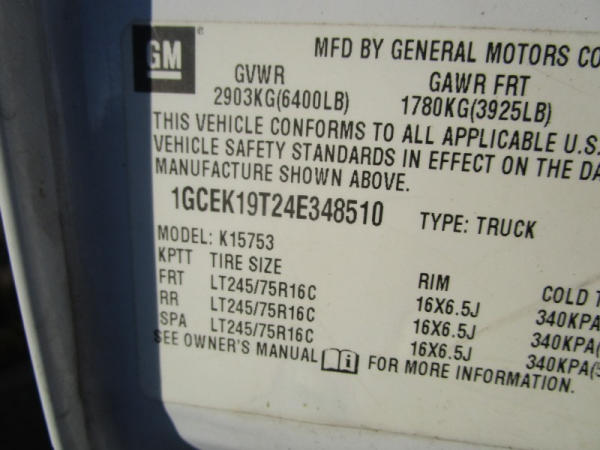 GM
MFD BY GENERAL MOTORS CO
GVWR GAWR FRT
2903KG(6400LB) 1780KG(3925LB)
THIS VEHICLE CONFORMS TO ALL APPLICABLE U.S.
VEHICLE SAFETY STANDARDS IN EFFECT ON THE DA
MANUFACTURE SHOWN ABOVE.
1GCEK19T24E348510 TYPE: TRUCK
MODEL: K15753
KPTT TIRE SIZE RIM COLD T
FRT LT245/75R16C 16X6.5J 340KPA
RR LT245/75R16C 16X6.5J 340KPA(
SPA LT245/75R16C 16X6.5J 340KPA(5
SEE OWNER'S MANUAL FOR MORE INFORMATION.